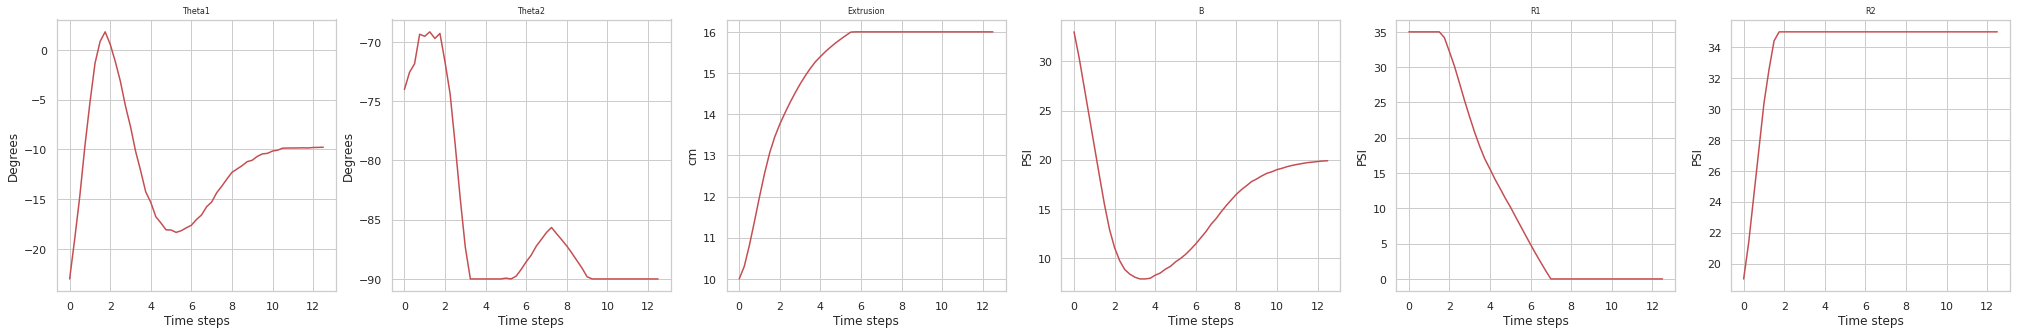 Theta1
0
−5
−10
−15
−20
Degrees
0 2 4 6 8 10 12
Time steps
Theta2
−70
−75
−80
−85
−90
Degrees
0 2 4 6 8 10 12
Time steps
Extrusion
16
15
14
13
12
11
10
cm
0 2 4 6 8 10 12
Time steps
B
30
25
20
15
10
PSI
0 2 4 6 8 10 12
Time steps
R1
35
30
25
20
15
10
5
0
PSI
0 2 4 6 8 10 12
Time steps
R2
34
32
30
28
26
24
22
20
PSI
0 2 4 6 8 10 12
Time steps